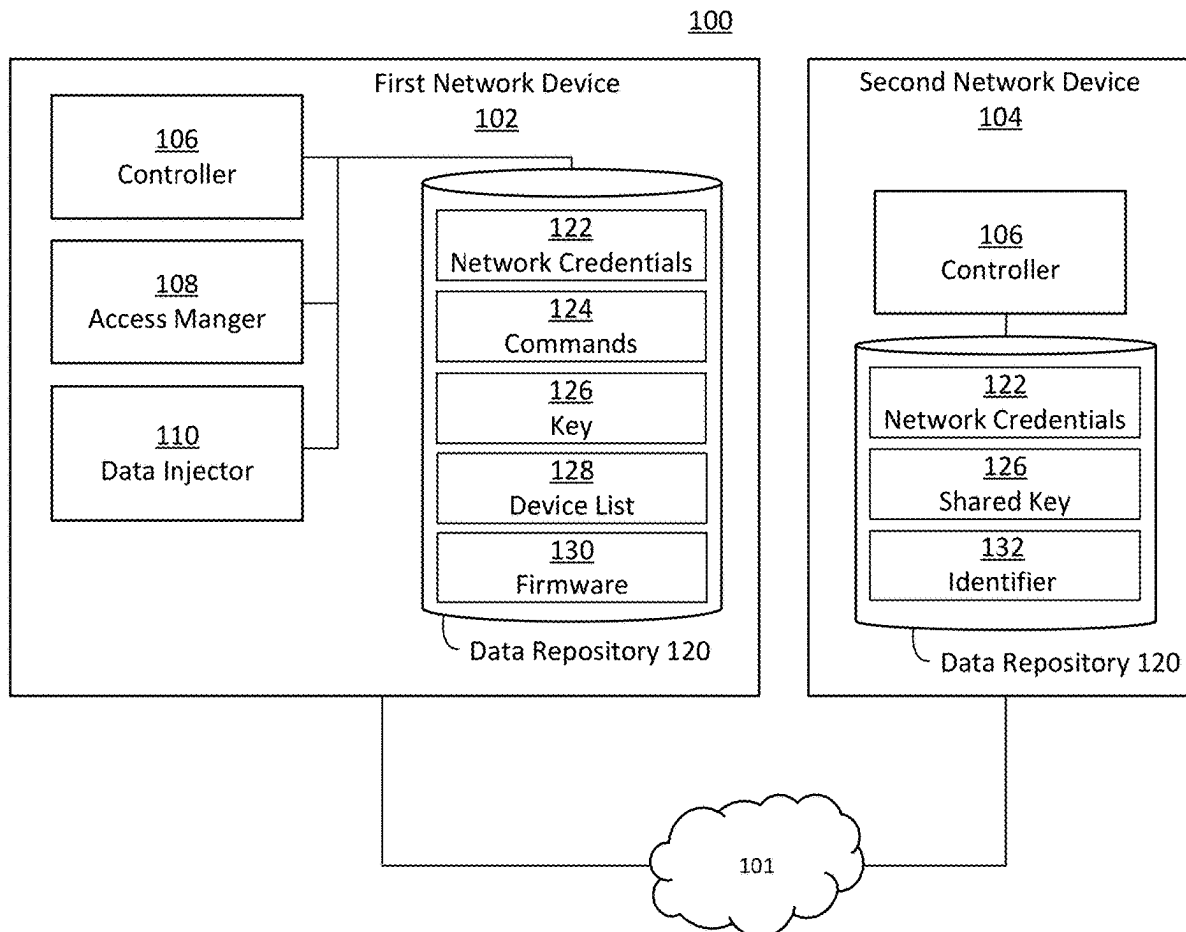 100
First Network Device
102
106
Controller
108
Access Manger
110
Data Injector
122
Network Credentials
124
Commands
126
Key
128
Device List
130
Firmware
Data Repository 120
Second Network Device
104
106
Controller
122
Network Credentials
126
Shared Key
132
Identifier
Data Repository 120
101